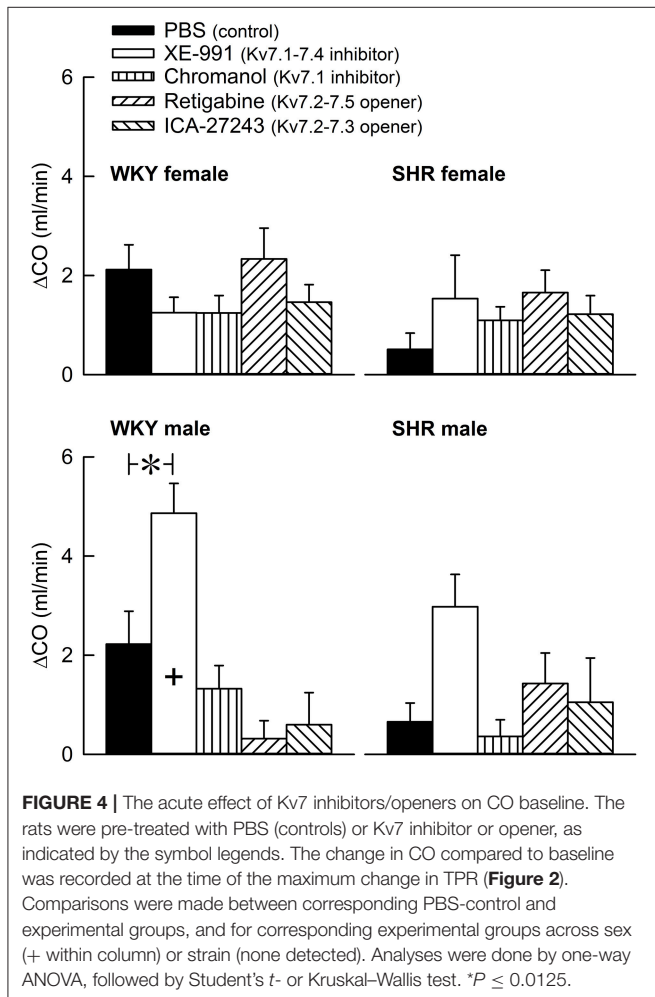 PBS (control)
XE-991 (Kv7.1-7.4 inhibitor)
Chromanol (Kv7.1 inhibitor)
Retigabine (Kv7.2-7.5 opener)
ICA-27243 (Kv7.2-7.3 opener)
6
4
2
0
ΔCO (ml/min)
WKY female
SHR female
WKY male
SHR male
6
4
2
0
ΔCO (ml/min)
*
+
FIGURE 4 | The acute effect of Kv7 inhibitors/openers on CO baseline. The
rats were pre-treated with PBS (controls) or Kv7 inhibitor or opener, as
indicated by the symbol legends. The change in CO compared to baseline
was recorded at the time of the maximum change in TPR (Figure 2).
Comparisons were made between corresponding PBS-control and
experimental groups, and for corresponding experimental groups across sex
(+ within column) or strain (none detected). Analyses were done by one-way
ANOVA, followed by Student's t- or Kruskal–Wallis test. *P ≤ 0.0125.